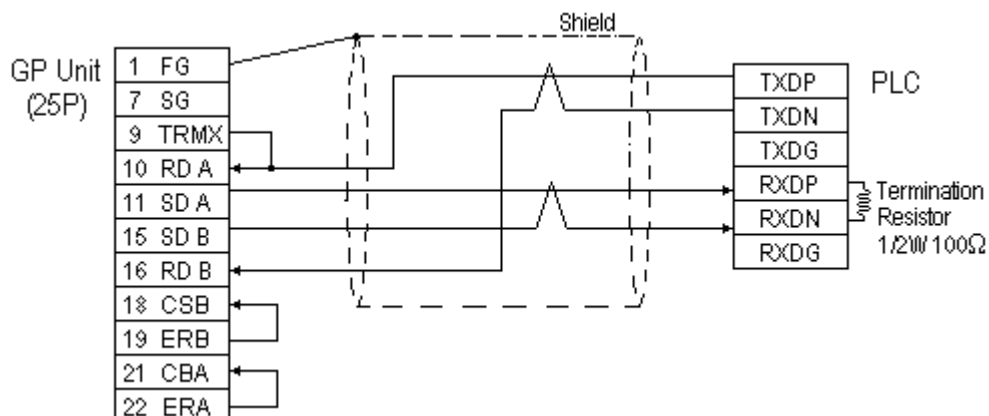 Shield
GP Unit
(25P)
1 FG
7 SG
9 TRMX
10 RD A
11 SD A
15 SD B
16 RD B
18 CSB
19 ERB
21 CBA
22 ERA
TXDP
TXDN
TXDG
RXDP
RXDN
RXDG
PLC
Termination
Resistor
1/2W 100Ω